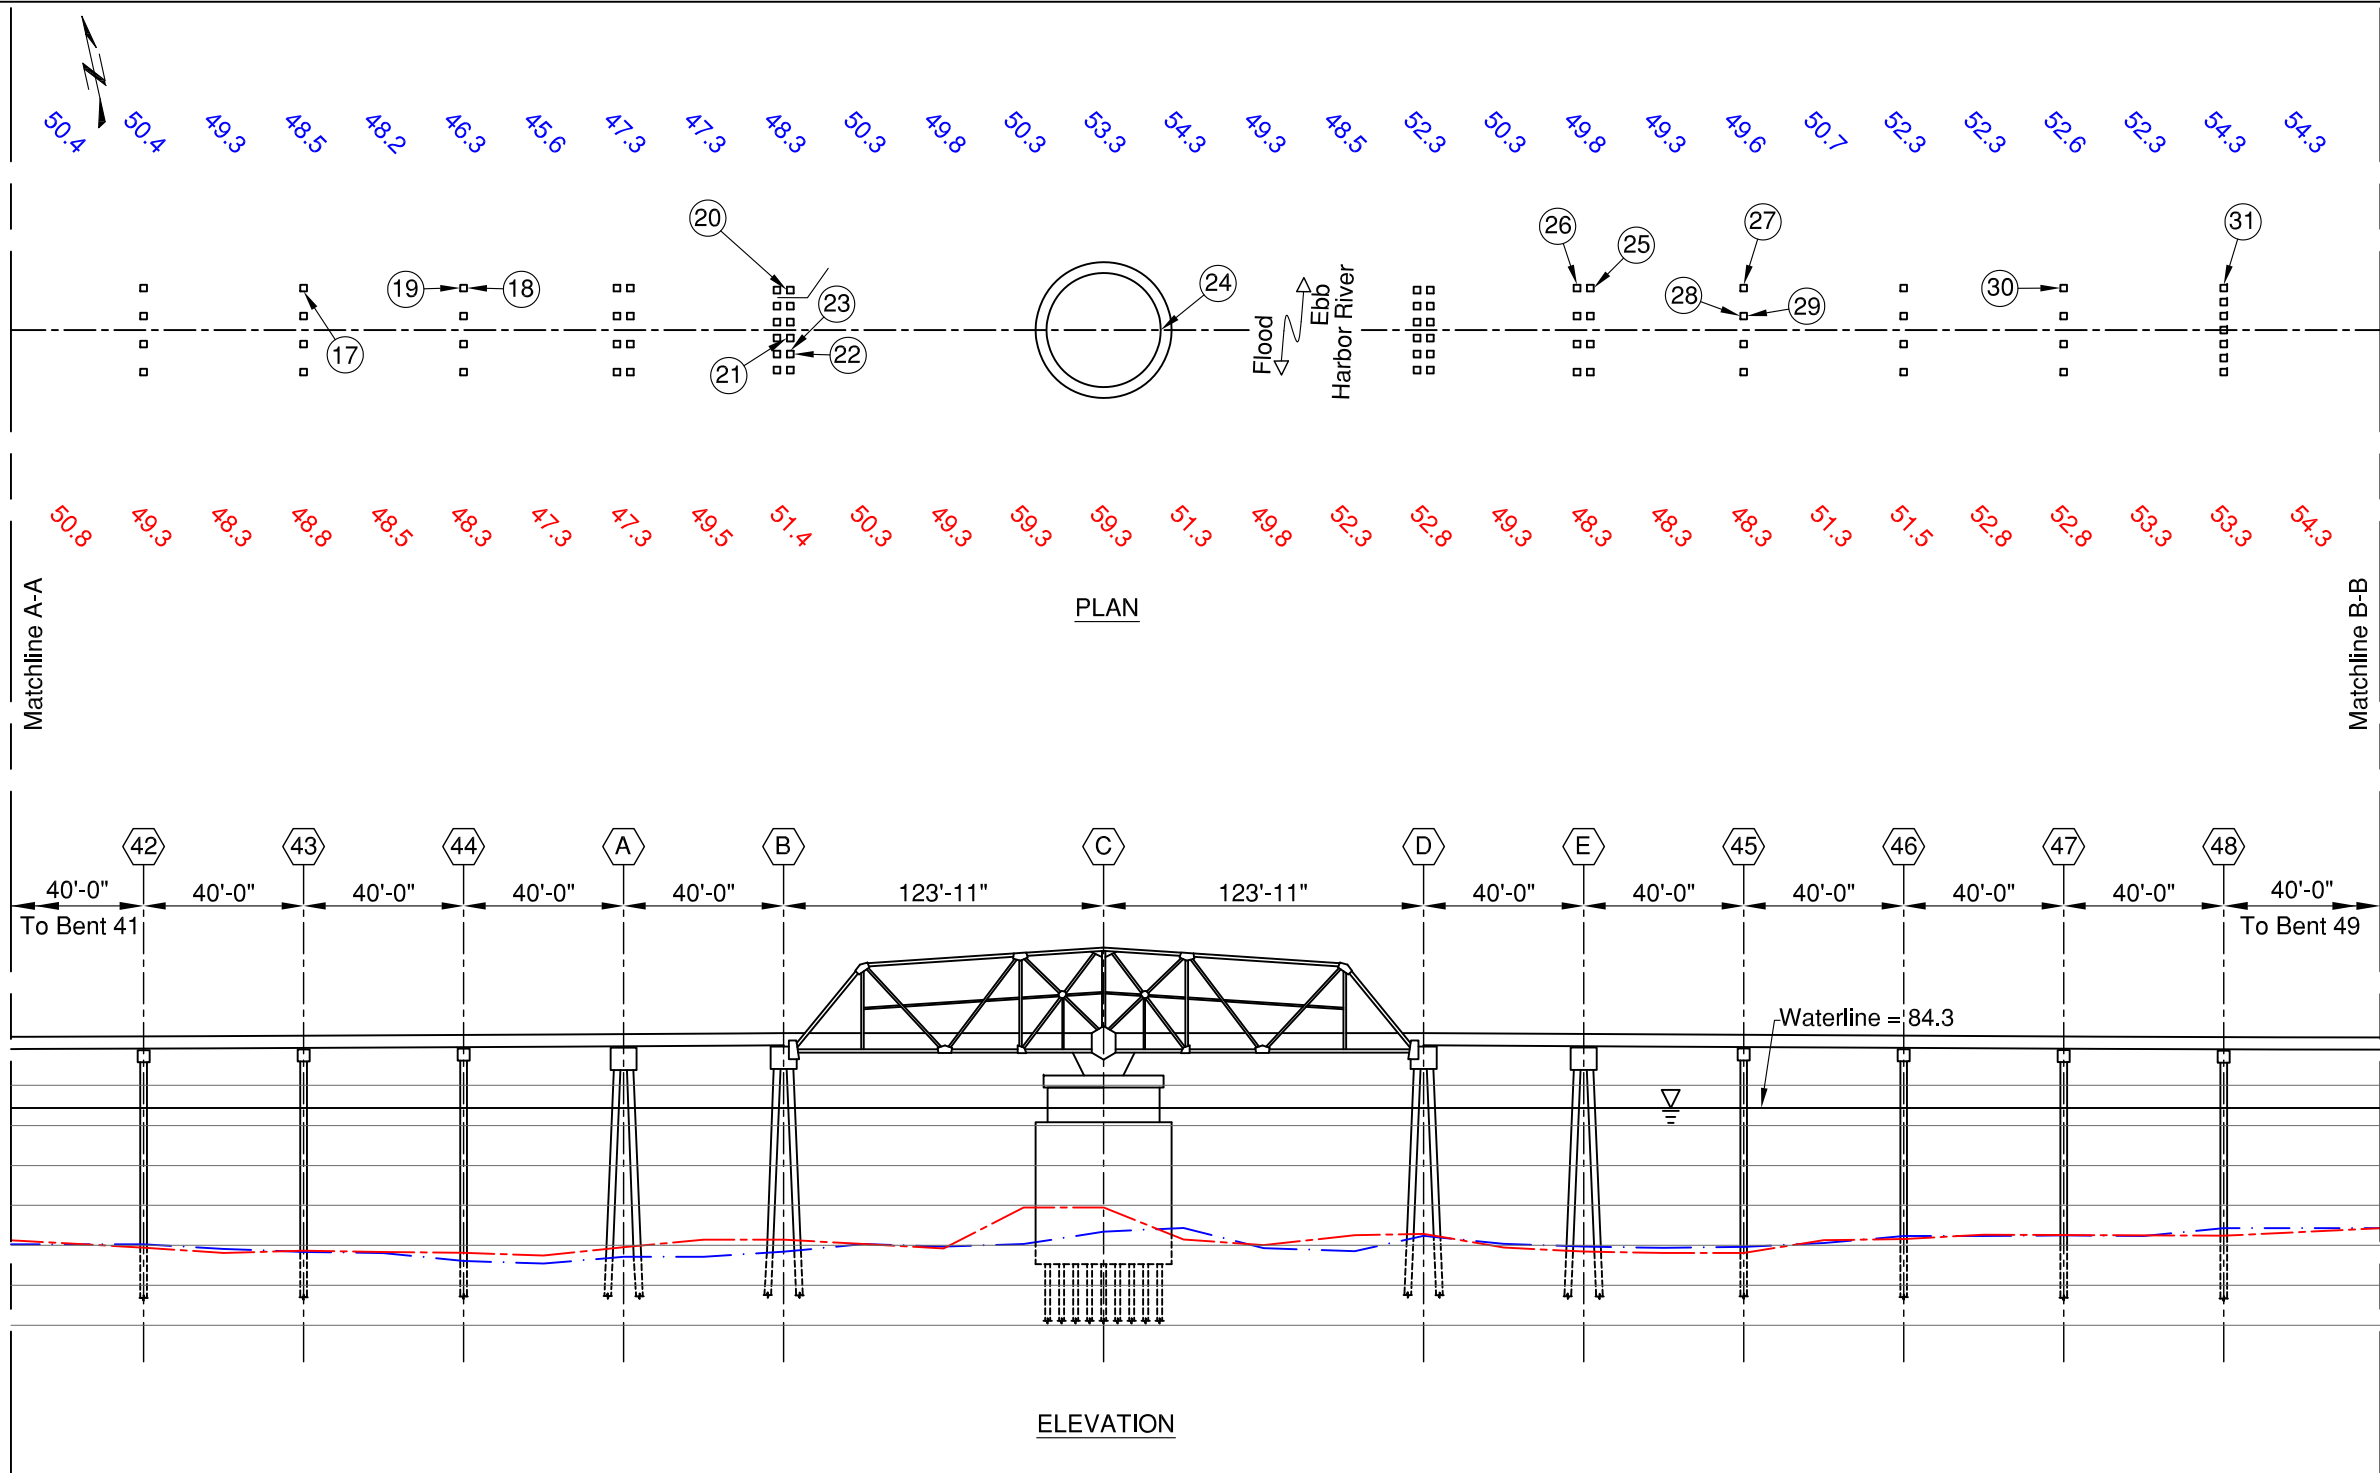 50.4 50.4 49.3 48.5 48.2 46.3 45.6 47.3 47.3 48.3 50.3 49.8 50.3 53.3 54.3 49.3 48.5 52.3 50.3 49.8 49.3 49.6 50.7 52.3 52.3 52.6 52.3 54.3 54.3
20 26 25 27 31
19 18 23 24 28 29 30
17 21 22
Flood
Ebb
Harbor River
50.8 49.3 48.3 48.8 48.5 48.3 47.3 47.3 49.5 51.4 50.3 49.3 59.3 59.3 51.3 49.8 52.3 52.8 49.3 48.3 48.3 48.3 51.3 51.5 52.8 52.8 53.3 53.3 54.3
PLAN
Matchline A-A
Matchline B-B
42 43 44 A B C D E 45 46 47 48
40'-0" 40'-0" 40'-0" 40'-0" 40'-0" 123'-11" 123'-11" 40'-0" 40'-0" 40'-0" 40'-0" 40'-0" 40'-0"
To Bent 41
To Bent 49
Waterline = 84.3
ELEVATION